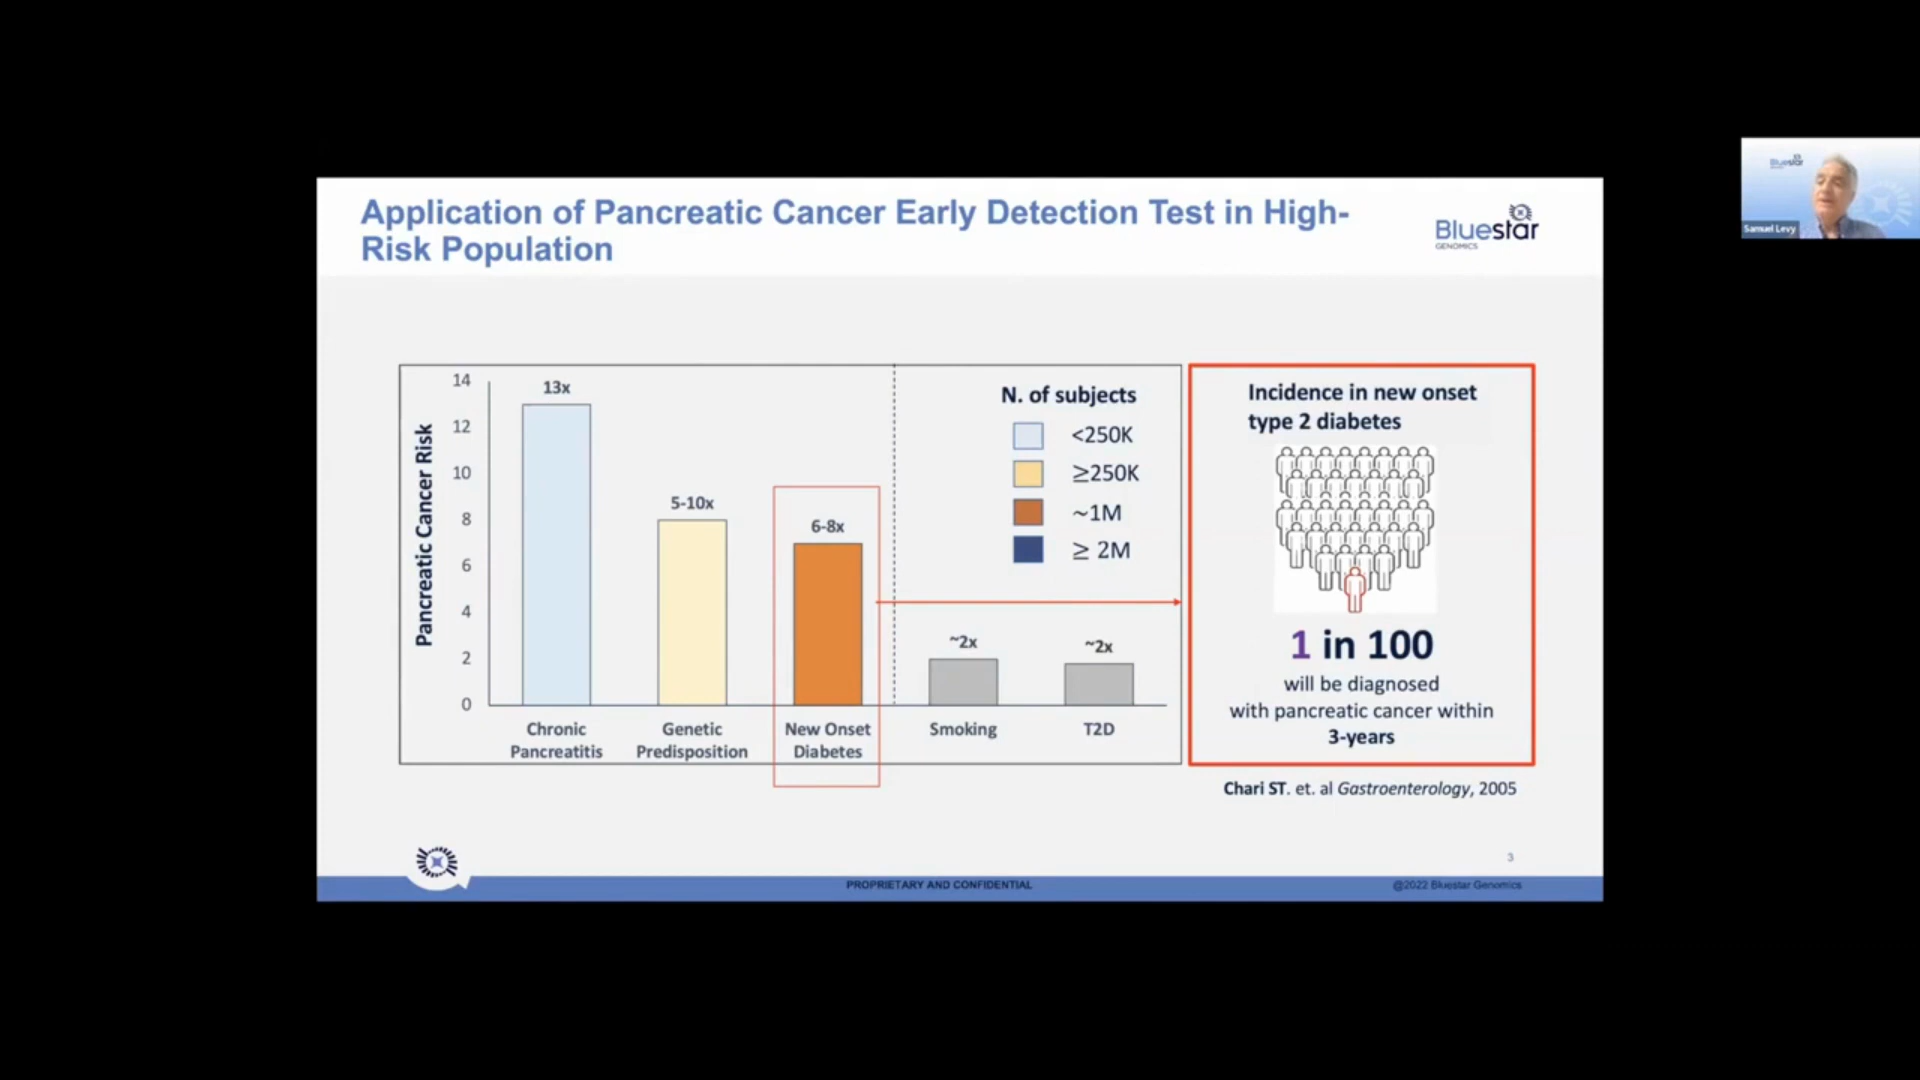 Application of Pancreatic Cancer Early Detection Test in High-
Risk Population
Bluestar
GENOMICS
Bluestar
Samuel Levy
Pancreatic Cancer Risk
14
12
10
8
6
4
2
0
13x
5-10x
6-8x
~2x
~2x
Chronic
Pancreatitis
Genetic
Predisposition
New Onset
Diabetes
Smoking
T2D
N. of subjects
<250K
≥250K
~1M
≥ 2M
Incidence in new onset
type 2 diabetes
1 in 100
will be diagnosed
with pancreatic cancer within
3-years
Chari ST. et. al Gastroenterology, 2005
3
PROPRIETARY AND CONFIDENTIAL
@2022 Bluestar Genomics